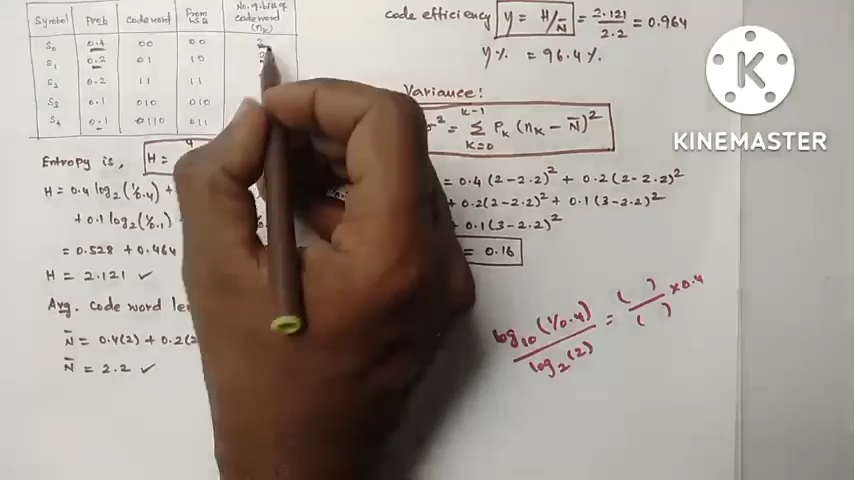 Symbol Prob Codeword From LSB No. of bits of codeword (nk)
S0 0.4 00 00 2
S1 0.2 01 10 2
S2 0.2 11 11
S3 0.1 010 010
S4 0.1 0110 011
Entropy is, H =
H = 0.4 log2(1/0.4) +
+ 0.1 log2(1/0.1)
= 0.528 + 0.464
H = 2.121 ✓
Avg. code word
N̄ = 0.4(2) + 0.2(2
N̄ = 2.2 ✓
code efficiency η = H/N̄ = 2.121/2.2 = 0.964
η% = 96.4%.
Variance:
σ² = Σ K=0 K-1 PK (nK - N̄)²
= 0.4(2-2.2)² + 0.2(2-2.2)²
+ 0.2(2-2.2)² + 0.1(3-2.2)²
+ 0.1(3-2.2)²
= 0.16
log10(1/0.4) / log2(2) = ( ) / ( ) × 0.4
KINEMASTER